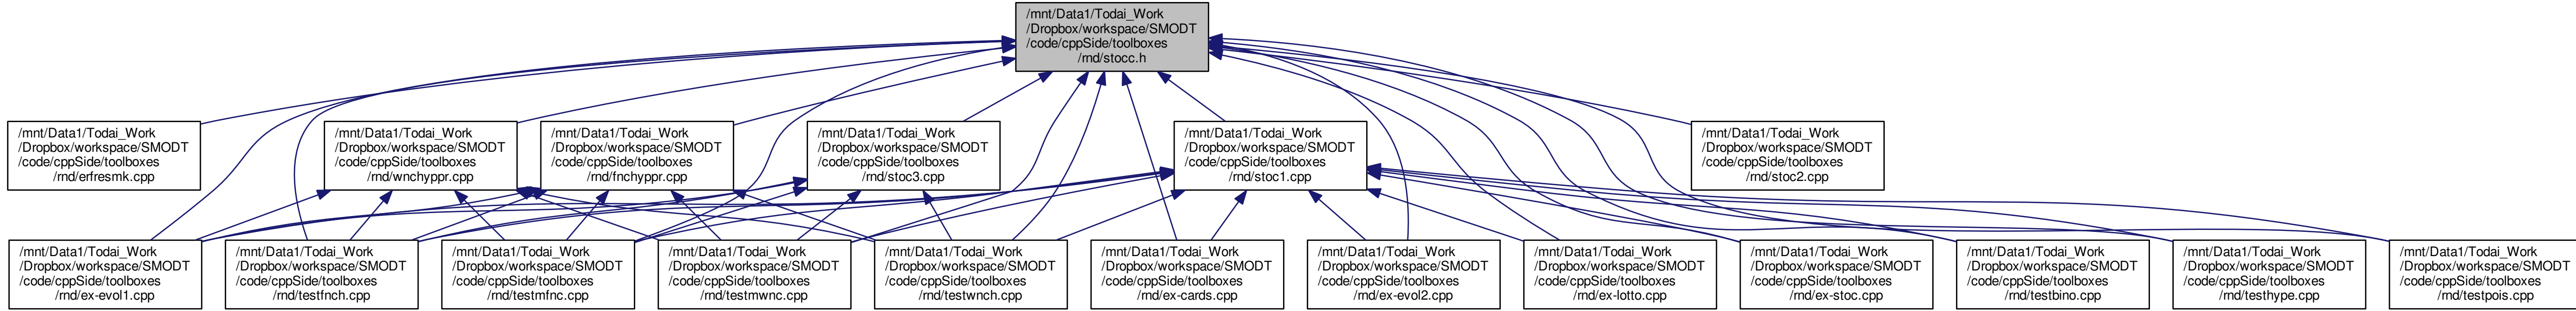 /mnt/Data1/Todai_Work
/Dropbox/workspace/SMODT
/code/cppSide/toolboxes
/rnd/stocc.h
/mnt/Data1/Todai_Work
/Dropbox/workspace/SMODT
/code/cppSide/toolboxes
/rnd/erfresmk.cpp
/mnt/Data1/Todai_Work
/Dropbox/workspace/SMODT
/code/cppSide/toolboxes
/rnd/wnchyppr.cpp
/mnt/Data1/Todai_Work
/Dropbox/workspace/SMODT
/code/cppSide/toolboxes
/rnd/fnchyppr.cpp
/mnt/Data1/Todai_Work
/Dropbox/workspace/SMODT
/code/cppSide/toolboxes
/rnd/stoc3.cpp
/mnt/Data1/Todai_Work
/Dropbox/workspace/SMODT
/code/cppSide/toolboxes
/rnd/stoc1.cpp
/mnt/Data1/Todai_Work
/Dropbox/workspace/SMODT
/code/cppSide/toolboxes
/rnd/stoc2.cpp
/mnt/Data1/Todai_Work
/Dropbox/workspace/SMODT
/code/cppSide/toolboxes
/rnd/ex-evol1.cpp
/mnt/Data1/Todai_Work
/Dropbox/workspace/SMODT
/code/cppSide/toolboxes
/rnd/testfnch.cpp
/mnt/Data1/Todai_Work
/Dropbox/workspace/SMODT
/code/cppSide/toolboxes
/rnd/testmfnc.cpp
/mnt/Data1/Todai_Work
/Dropbox/workspace/SMODT
/code/cppSide/toolboxes
/rnd/testmwnc.cpp
/mnt/Data1/Todai_Work
/Dropbox/workspace/SMODT
/code/cppSide/toolboxes
/rnd/testwnch.cpp
/mnt/Data1/Todai_Work
/Dropbox/workspace/SMODT
/code/cppSide/toolboxes
/rnd/ex-cards.cpp
/mnt/Data1/Todai_Work
/Dropbox/workspace/SMODT
/code/cppSide/toolboxes
/rnd/ex-evol2.cpp
/mnt/Data1/Todai_Work
/Dropbox/workspace/SMODT
/code/cppSide/toolboxes
/rnd/ex-lotto.cpp
/mnt/Data1/Todai_Work
/Dropbox/workspace/SMODT
/code/cppSide/toolboxes
/rnd/ex-stoc.cpp
/mnt/Data1/Todai_Work
/Dropbox/workspace/SMODT
/code/cppSide/toolboxes
/rnd/testbino.cpp
/mnt/Data1/Todai_Work
/Dropbox/workspace/SMODT
/code/cppSide/toolboxes
/rnd/testhype.cpp
/mnt/Data1/Todai_Work
/Dropbox/workspace/SMODT
/code/cppSide/toolboxes
/rnd/testpois.cpp